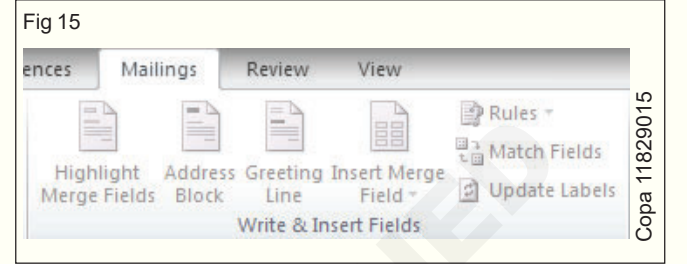 Fig 15
ences Mailings Review View
Highlight Merge Fields
Address Block
Greeting Line
Insert Merge Field
Rules
Match Fields
Update Labels
Write & Insert Fields
Copa 11829015